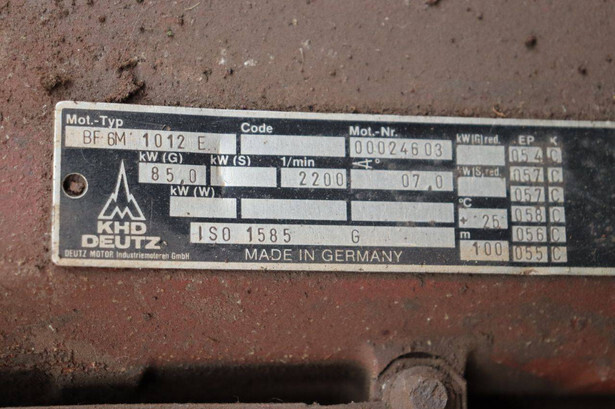 Mot.-Typ Code Mot.-Nr. kW(G) red. EP K
BF6M 1012 E 00024603 054 C
kW (G) kW (S) 1/min kW(S) red. 057 C
85,0 2200 07,0 057 C
kW (W) °C 058 C
+ 25 056 C
ISO 1585 G m 100 055 C
KHD
DEUTZ
DEUTZ MOTOR Industriemotoren GmbH
MADE IN GERMANY